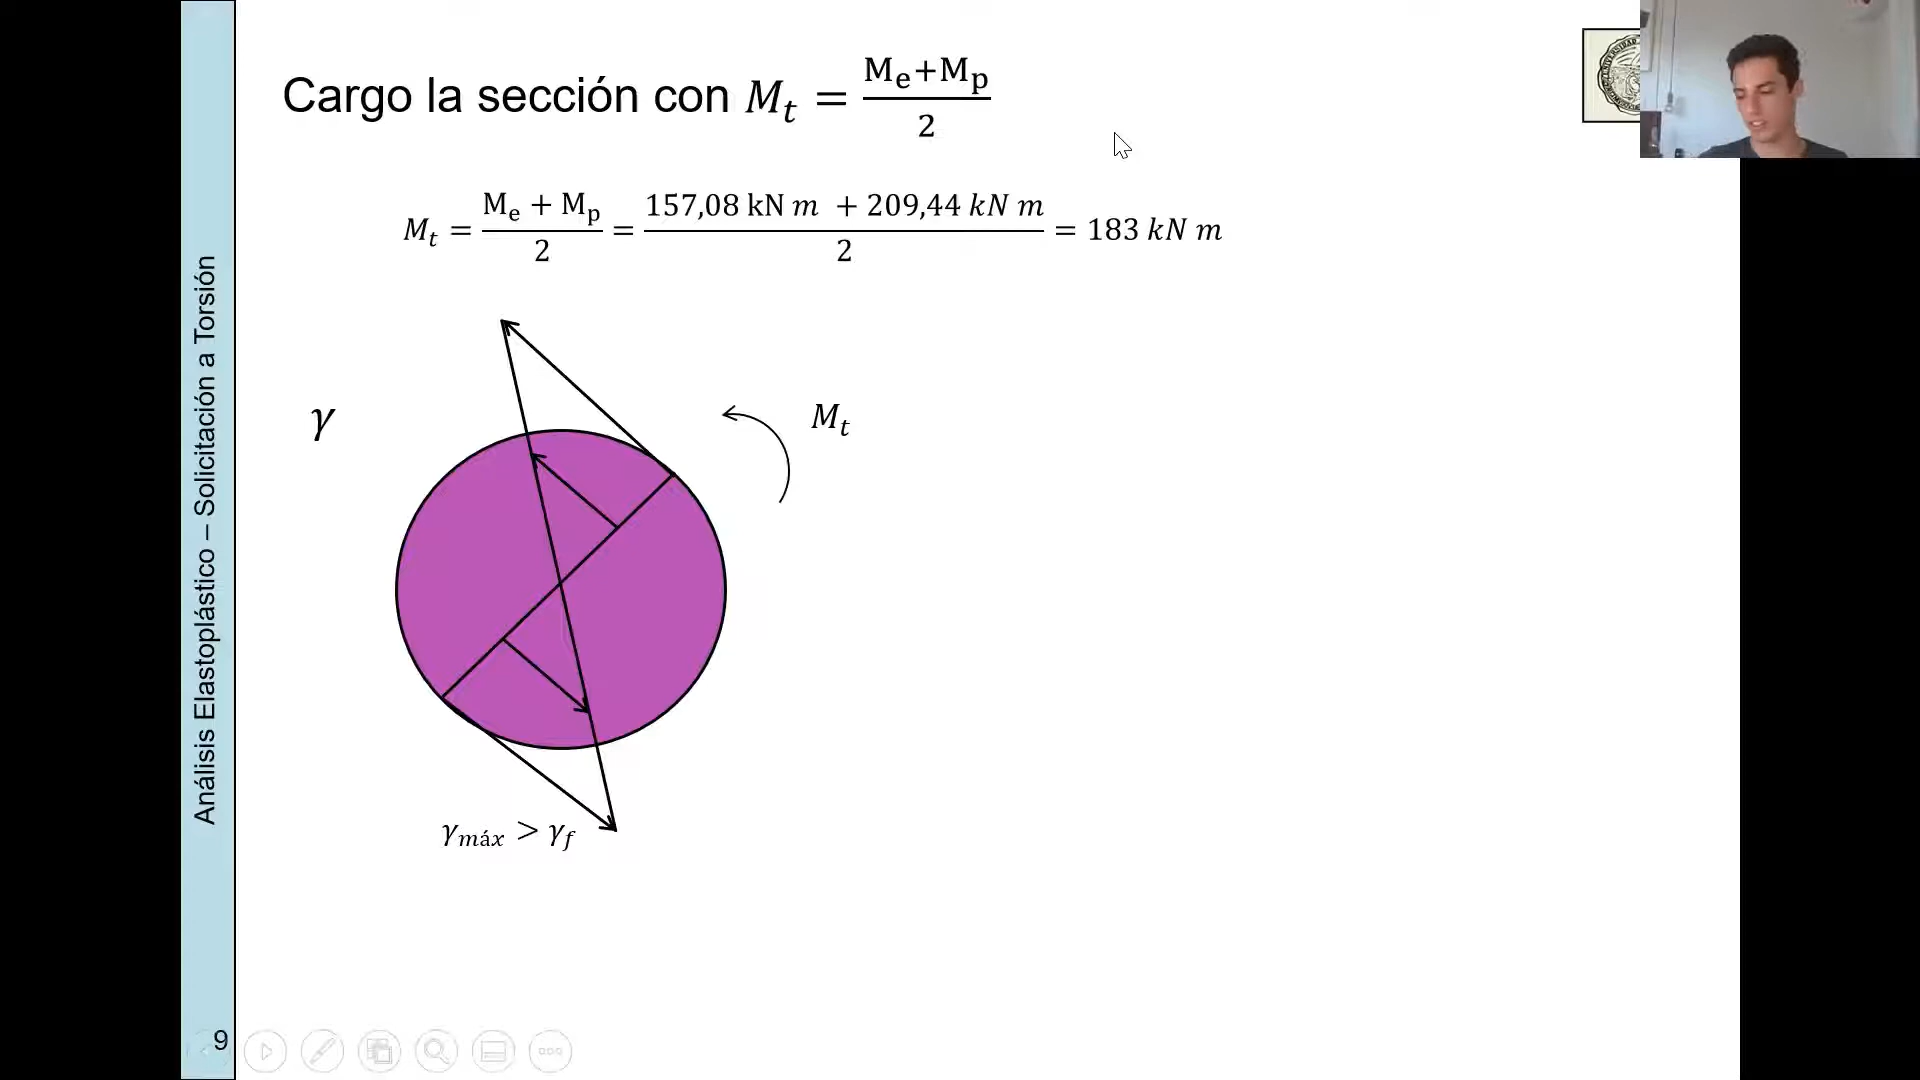 Cargo la sección con M_t = (M_e+M_p)/2
M_t = (M_e + M_p)/2 = (157,08 kN m + 209,44 kN m)/2 = 183 kN m
γ
M_t
γ_máx > γ_f
Análisis Elastoplástico – Solicitación a Torsión
9